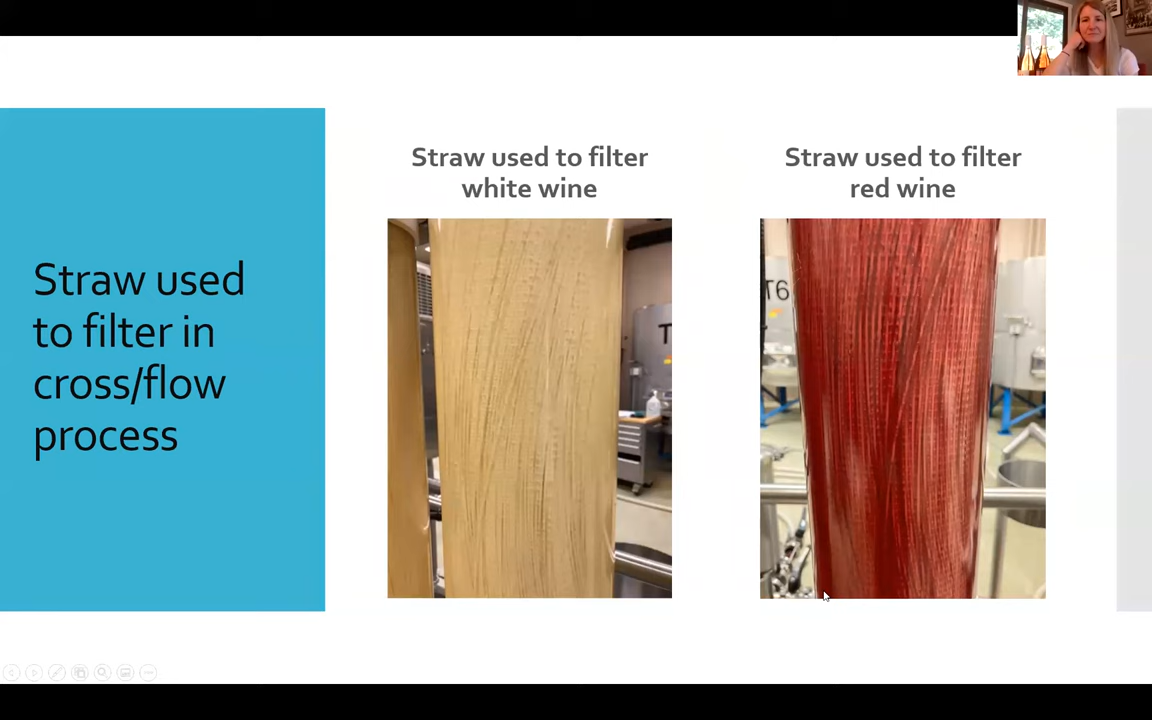 Straw used
to filter in
cross/flow
process
Straw used to filter
white wine
Straw used to filter
red wine
T
T6